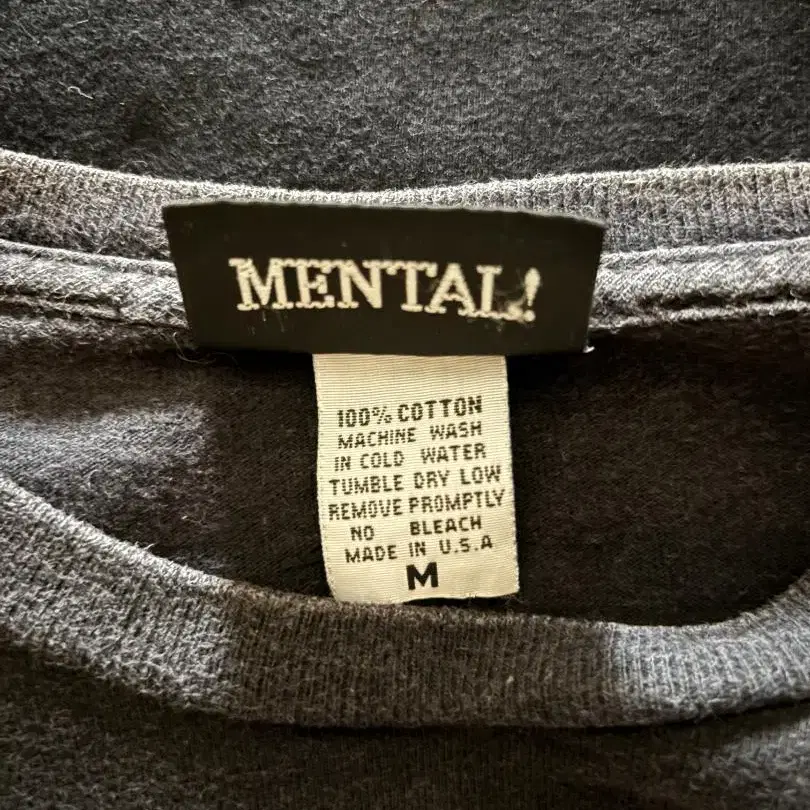 MENTAL!
100% COTTON
MACHINE WASH
IN COLD WATER
TUMBLE DRY LOW
REMOVE PROMPTLY
NO BLEACH
MADE IN U.S.A
M